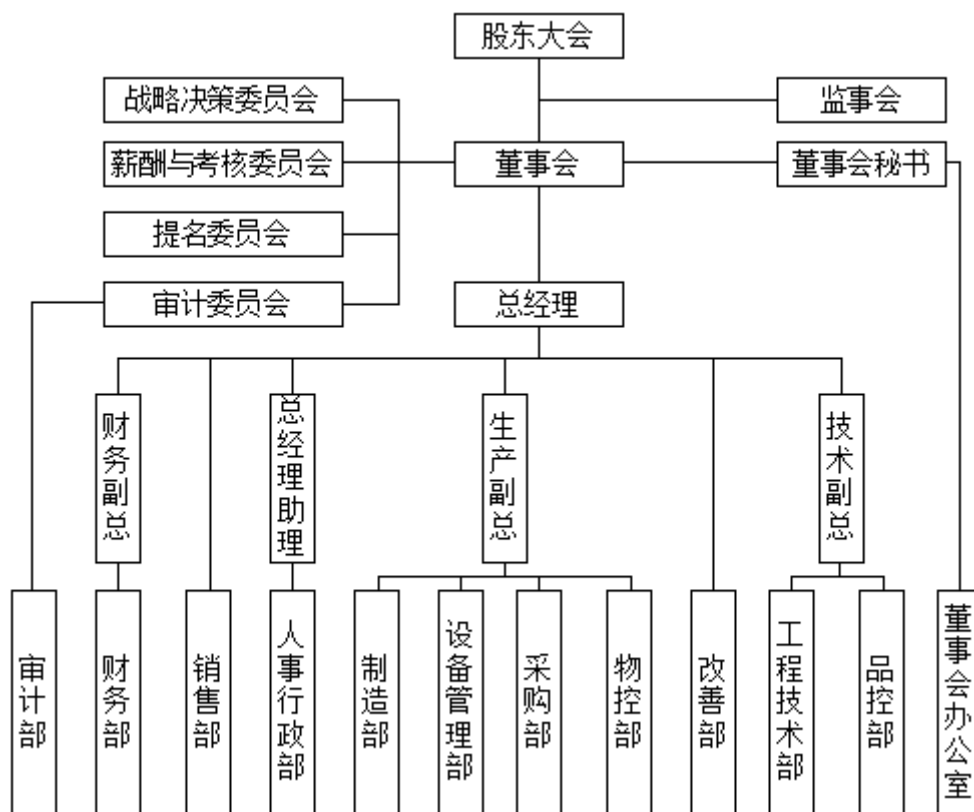 股东大会
战略决策委员会
监事会
薪酬与考核委员会
董事会
董事会秘书
提名委员会
审计委员会
总经理
财务副总
总经理助理
生产副总
技术副总
审计部
财务部
销售部
人事行政部
制造部
设备管理部
采购部
物控部
改善部
工程技术部
品控部
董事会办公室